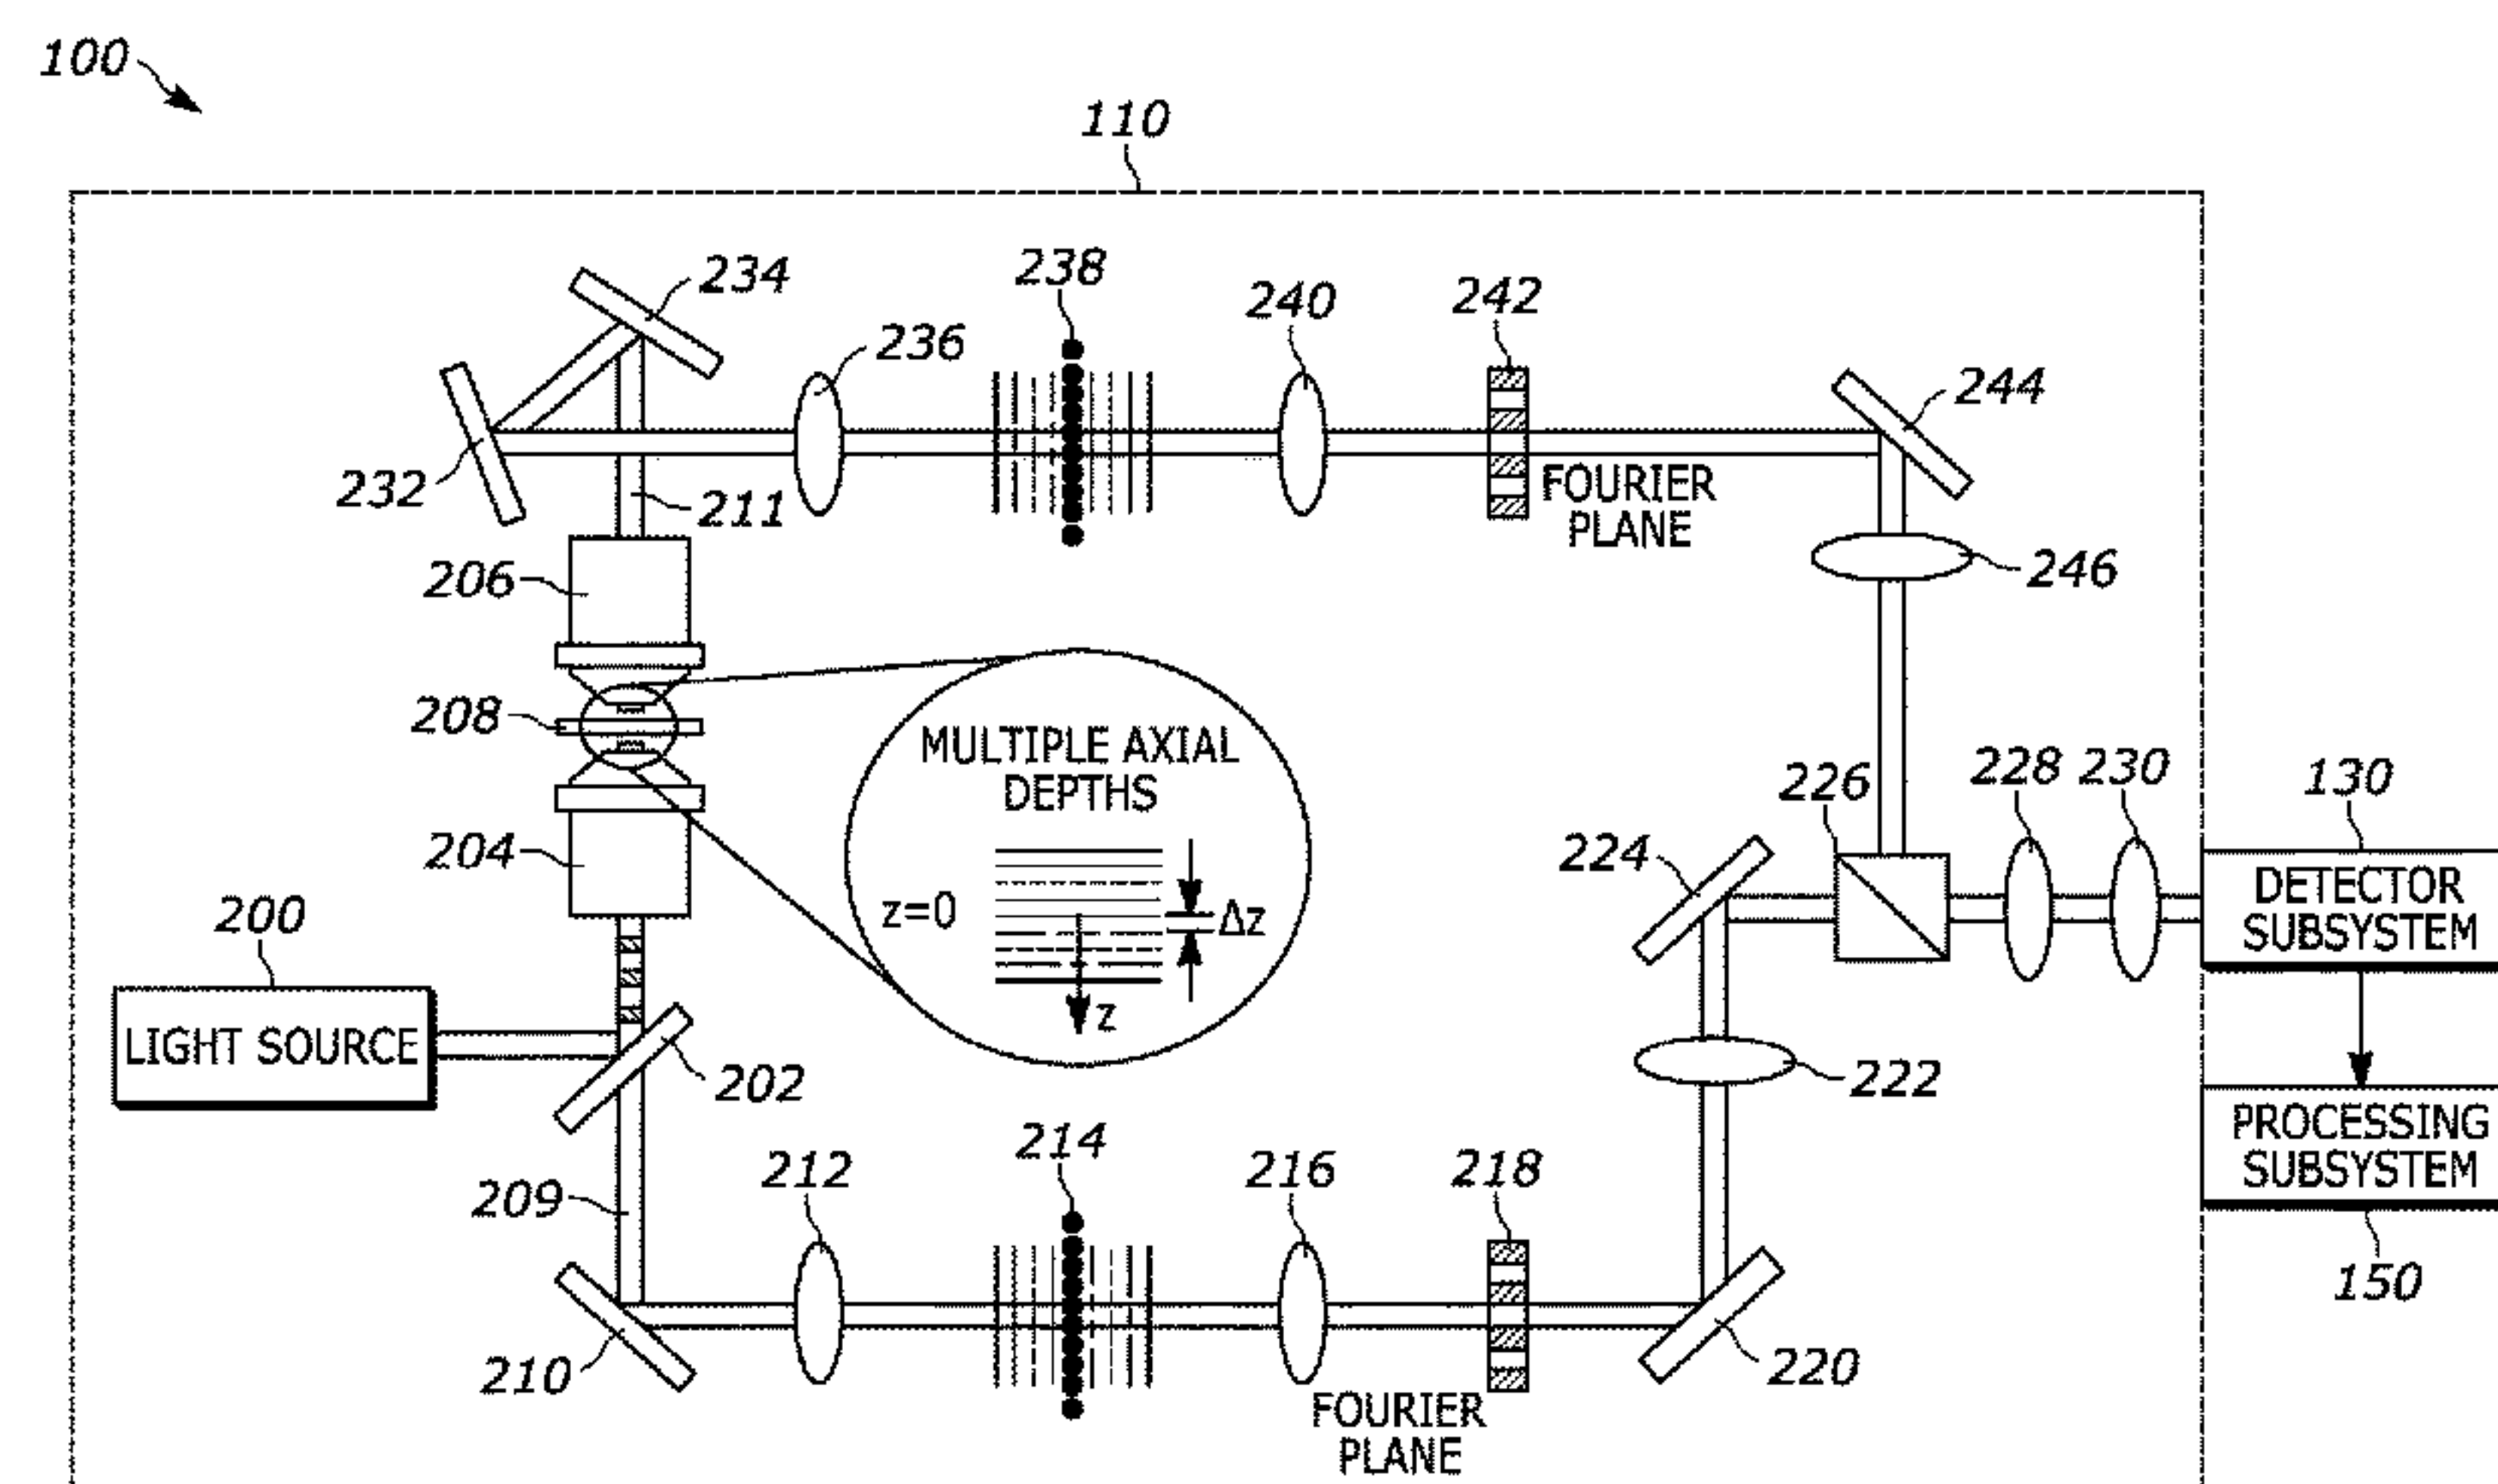 100
110
234
238
240
242
236
244
232
211
FOURIER
PLANE
206
246
208
MULTIPLE AXIAL
DEPTHS
226
228
230
130
204
224
z=0
Δz
DETECTOR
SUBSYSTEM
200
z
LIGHT SOURCE
202
222
214
PROCESSING
SUBSYSTEM
212
216
218
209
150
210
220
FOURIER
PLANE